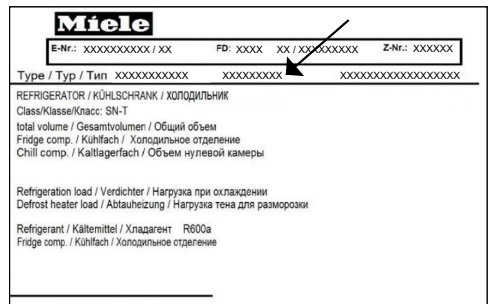 Miele
E-Nr.: XXXXXXXXXX / XX FD: XXXX XX / XXXXXXXXX Z-Nr.: XXXXXX
Type / Typ / Тип XXXXXXXXXXX XXXXXXXXX XXXXXXXXXXXXXXXXXX
REFRIGERATOR / KÜHLSCHRANK / ХОЛОДИЛЬНИК
Class/Klasse/Класс: SN-T
total volume / Gesamtvolumen / Общий объем
Fridge comp. / Kühlfach / Холодильное отделение
Chill comp. / Kaltlagerfach / Объем нулевой камеры
Refrigeration load / Verdichter / Нагрузка при охлаждении
Defrost heater load / Abtauheizung / Нагрузка тена для разморозки
Refrigerant / Kältemittel / Хладагент R600a
Fridge comp. / Kühlfach / Холодильное отделение